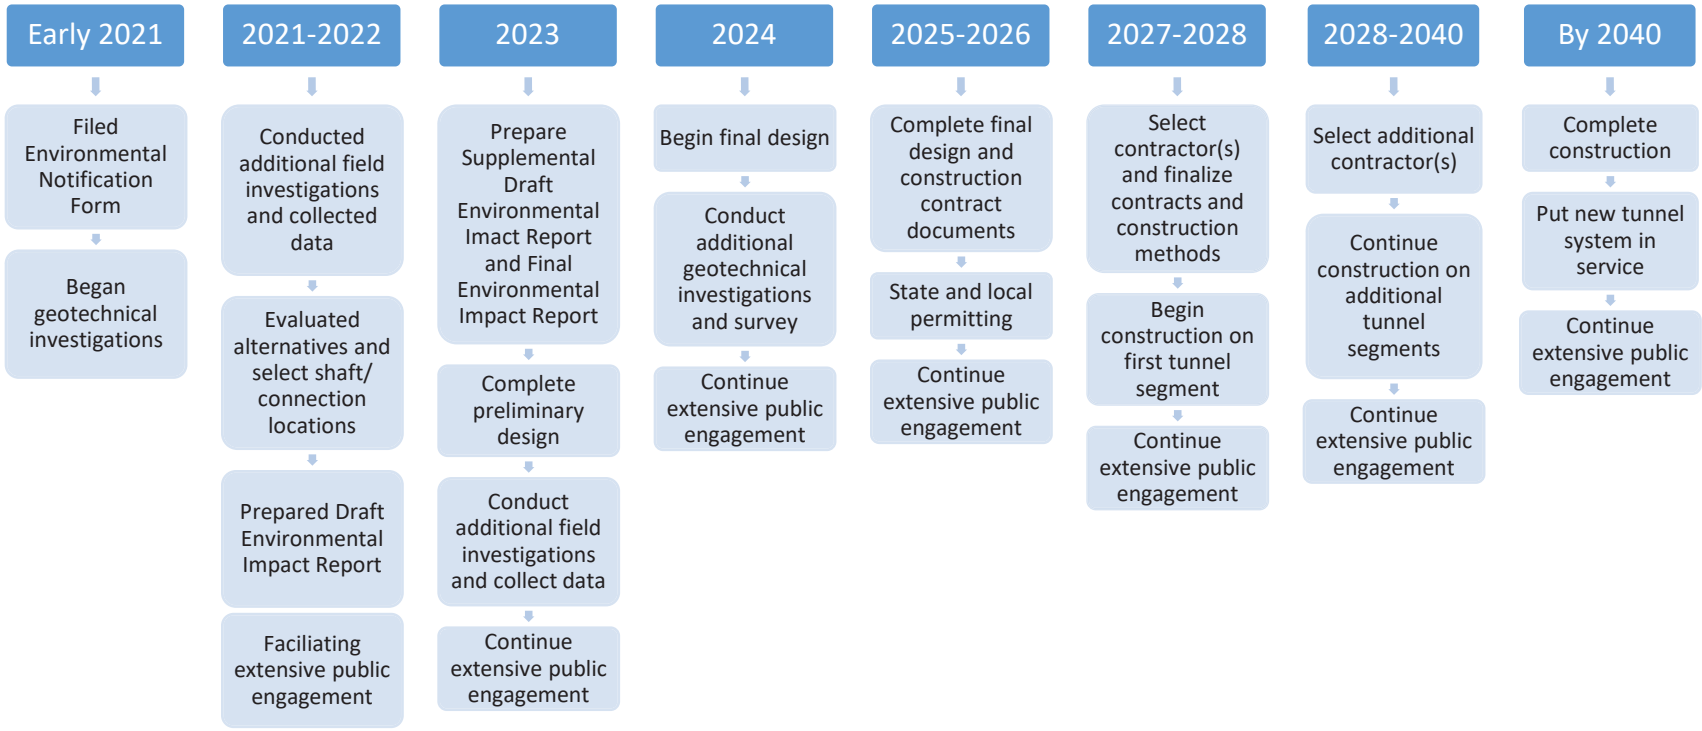 Early 2021
Filed
Environmental
Notification
Form
Began
geotechnical
investigations
2021-2022
Conducted
additional field
investigations
and collected
data
Evaluated
alternatives and
select shaft/
connection
locations
Prepared Draft
Environmental
Impact Report
Faciliating
extensive public
engagement
2023
Prepare
Supplemental
Draft
Environmental
Imact Report
and Final
Environmental
Impact Report
Complete
preliminary
design
Conduct
additional field
investigations
and collect data
Continue
extensive public
engagement
2024
Begin final design
Conduct
additional
geotechnical
investigations
and survey
Continue
extensive public
engagement
2025-2026
Complete final
design and
construction
contract
documents
State and local
permitting
Continue
extensive public
engagement
2027-2028
Select
contractor(s)
and finalize
contracts and
construction
methods
Begin
construction on
first tunnel
segment
Continue
extensive public
engagement
2028-2040
Select additional
contractor(s)
Continue
construction on
additional
tunnel
segments
Continue
extensive public
engagement
By 2040
Complete
construction
Put new tunnel
system in
service
Continue
extensive public
engagement